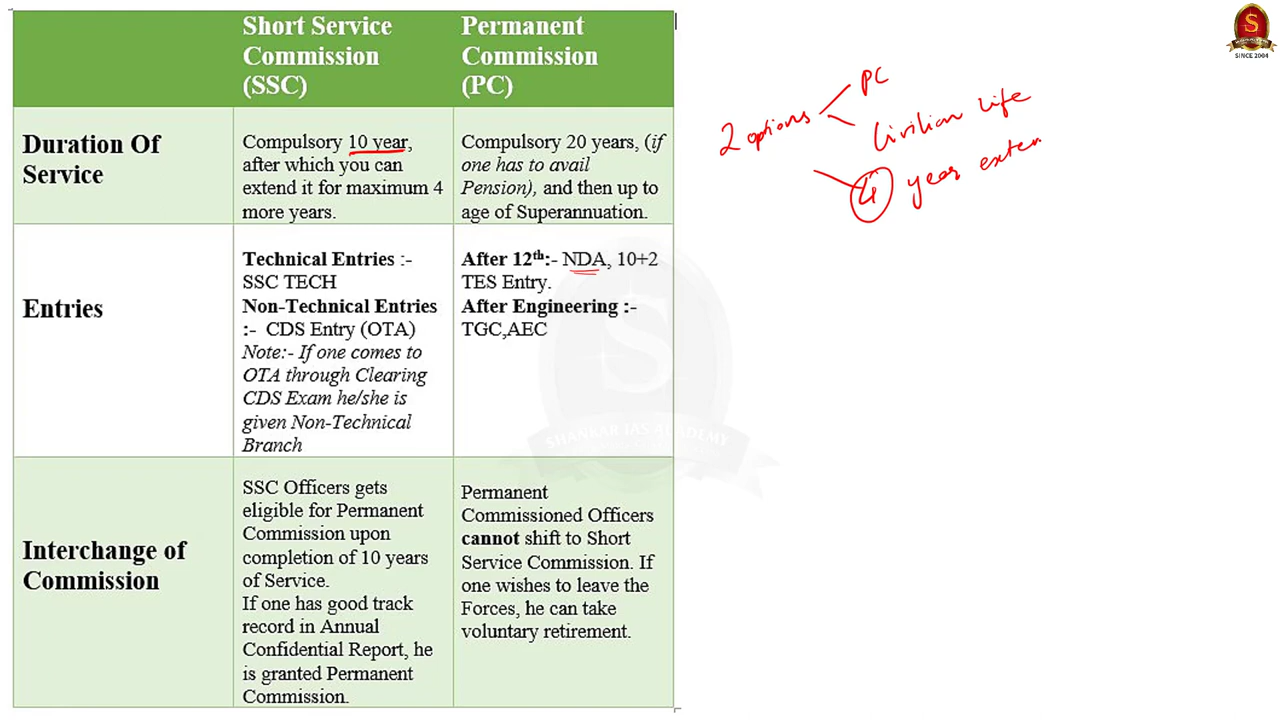 Short Service
Commission
(SSC)
Permanent
Commission
(PC)
Duration Of
Service
Compulsory 10 year,
after which you can
extend it for maximum 4
more years.
Compulsory 20 years, (if
one has to avail
Pension), and then up to
age of Superannuation.
Entries
Technical Entries :-
SSC TECH
Non-Technical Entries
:- CDS Entry (OTA)
Note:- If one comes to
OTA through Clearing
CDS Exam he/she is
given Non-Technical
Branch
After 12th:- NDA, 10+2
TES Entry.
After Engineering :-
TGC,AEC
Interchange of
Commission
SSC Officers gets
eligible for Permanent
Commission upon
completion of 10 years
of Service.
If one has good track
record in Annual
Confidential Report, he
is granted Permanent
Commission.
Permanent
Commissioned Officers
cannot shift to Short
Service Commission. If
one wishes to leave the
Forces, he can take
voluntary retirement.
2 options
PC
Civilian life
4 year exten
SHANKAR IAS ACADEMY
SINCE 2004